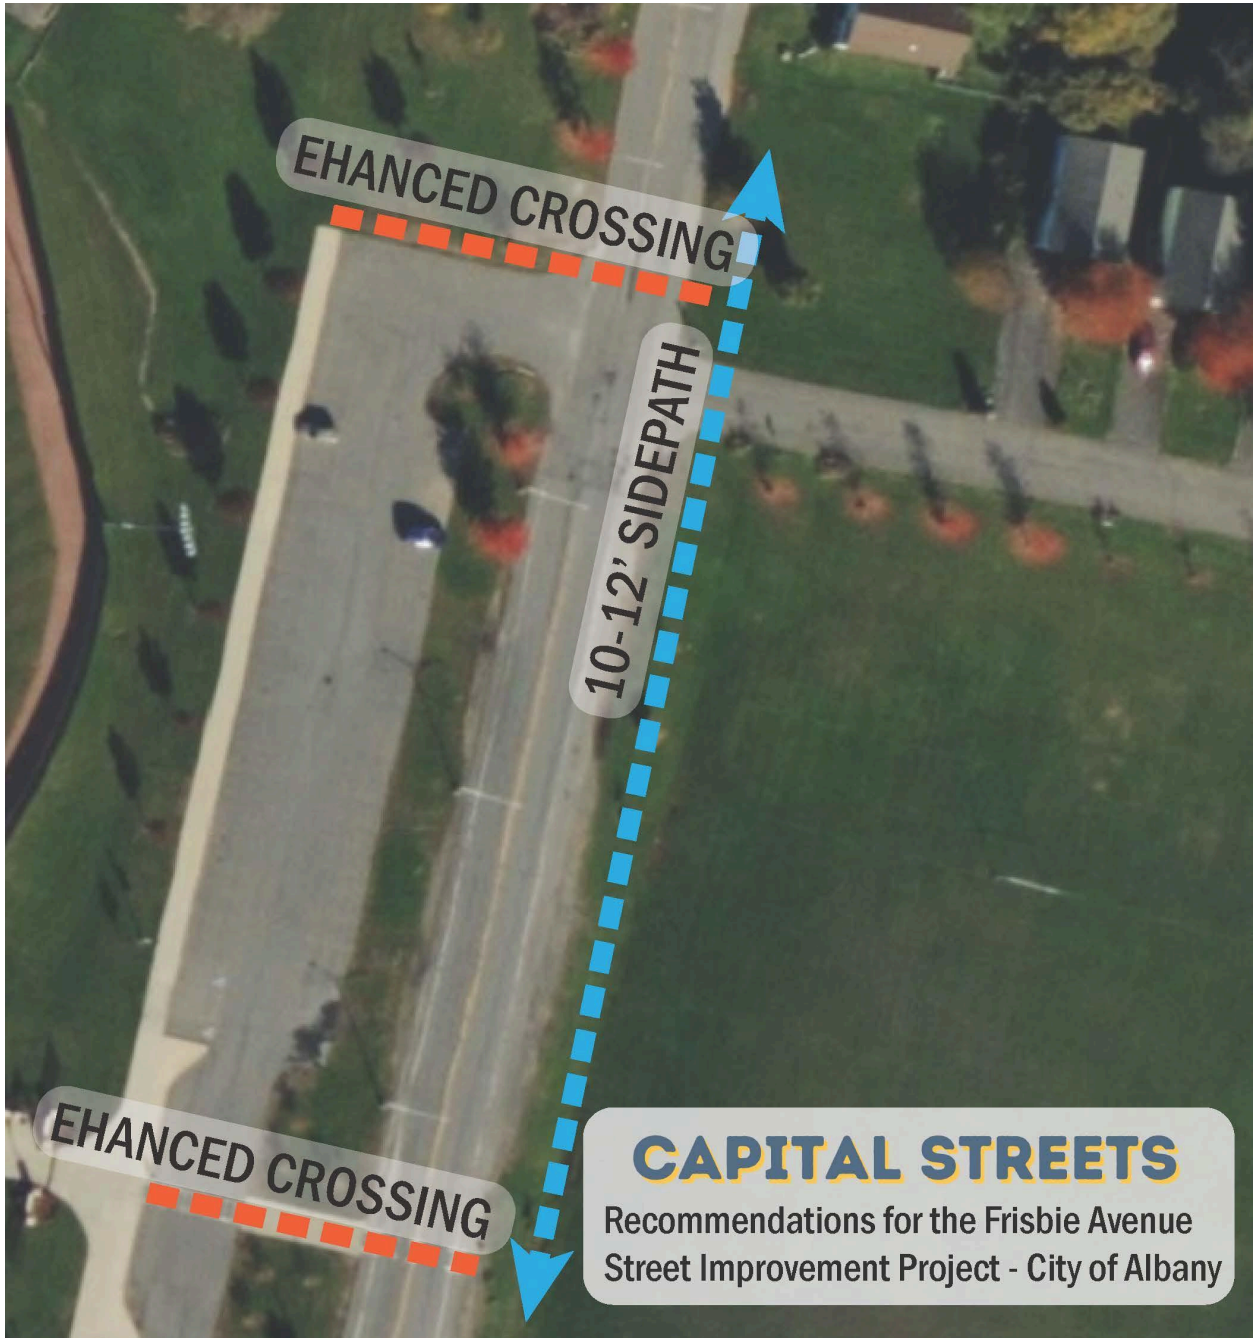 EHANCED CROSSING
10-12' SIDEPATH
EHANCED CROSSING
CAPITAL STREETS
Recommendations for the Frisbie Avenue
Street Improvement Project - City of Albany